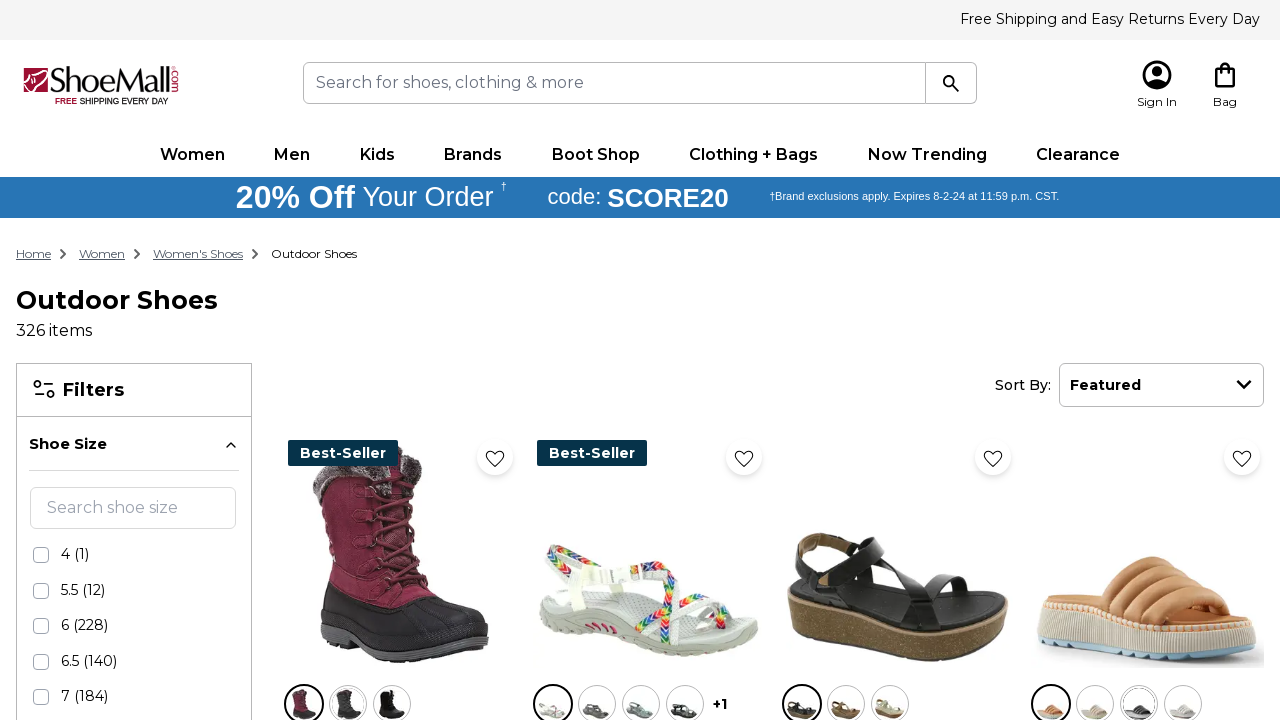 Free Shipping and Easy Returns Every Day
ShoeMall.com
FREE SHIPPING EVERY DAY
Search for shoes, clothing & more
Sign In
Bag
Women
Men
Kids
Brands
Boot Shop
Clothing + Bags
Now Trending
Clearance
20% Off Your Order † code: SCORE20 †Brand exclusions apply. Expires 8-2-24 at 11:59 p.m. CST.
Home
Women
Women's Shoes
Outdoor Shoes
Outdoor Shoes
326 items
Filters
Sort By:
Featured
Shoe Size
Search shoe size
4 (1)
5.5 (12)
6 (228)
6.5 (140)
7 (184)
Best-Seller
Best-Seller
+1